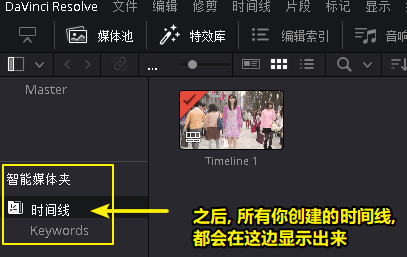 DaVinci Resolve 文件 编辑 修剪 时间线 片段 标记 显示
媒体池 特效库 编辑索引 音响
...
Master
Timeline 1
智能媒体夹
时间线
Keywords
之后, 所有你创建的时间线,
都会在这边显示出来